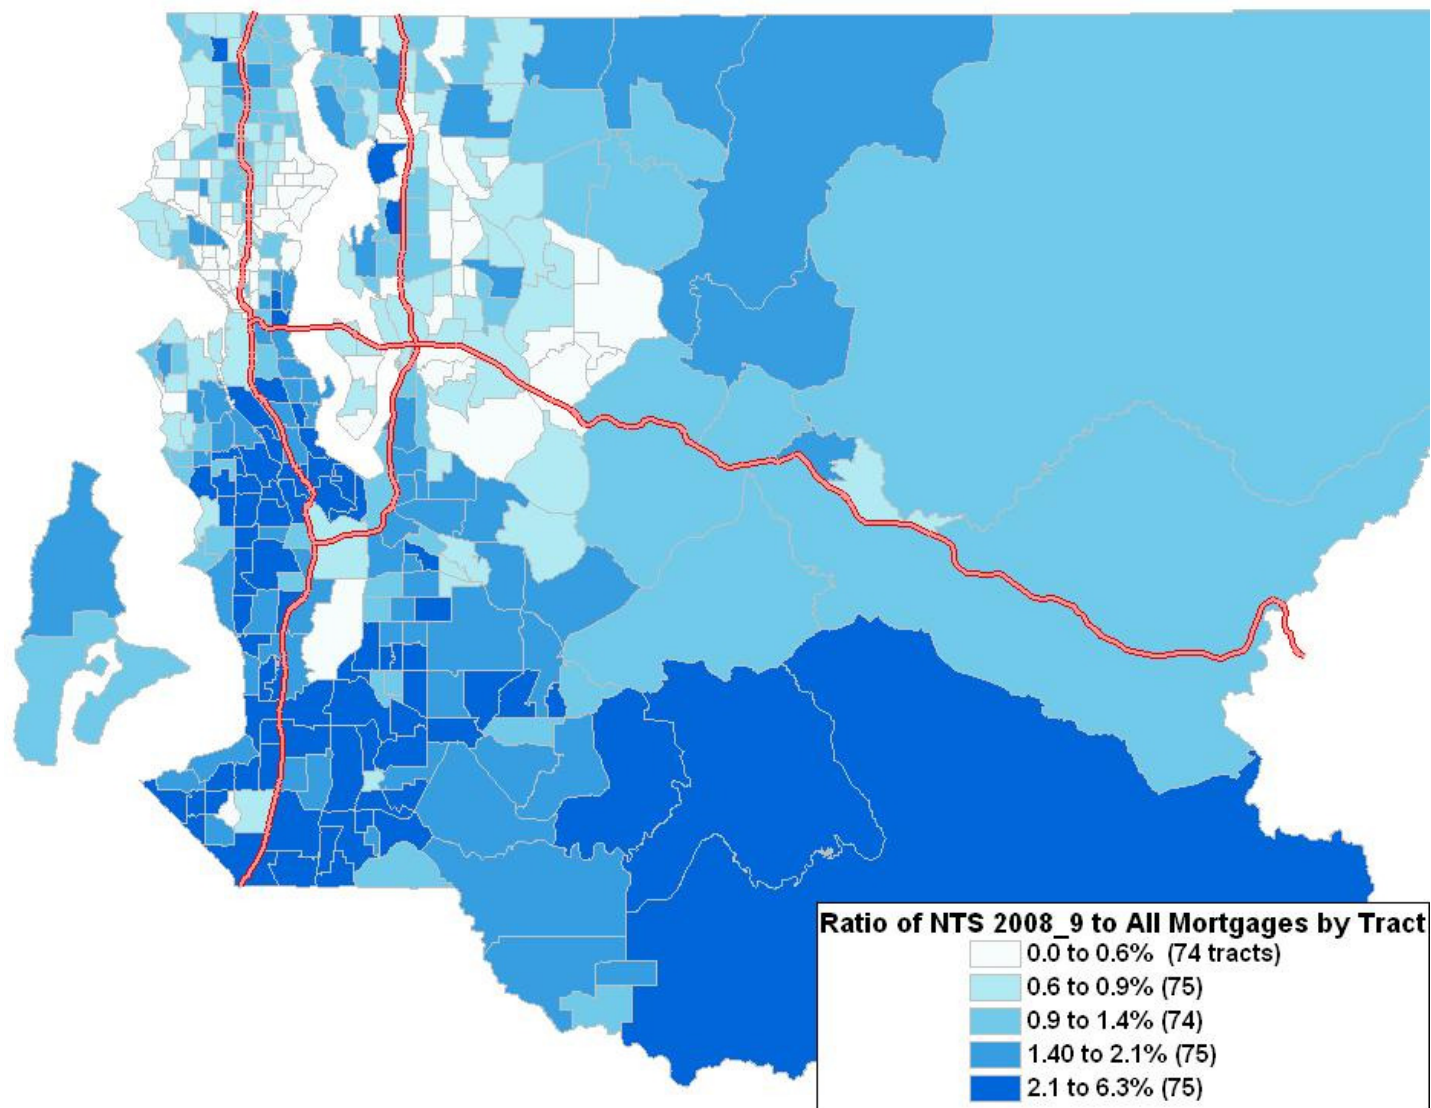 Ratio of NTS 2008_9 to All Mortgages by Tract
0.0 to 0.6% (74 tracts)
0.6 to 0.9% (75)
0.9 to 1.4% (74)
1.40 to 2.1% (75)
2.1 to 6.3% (75)